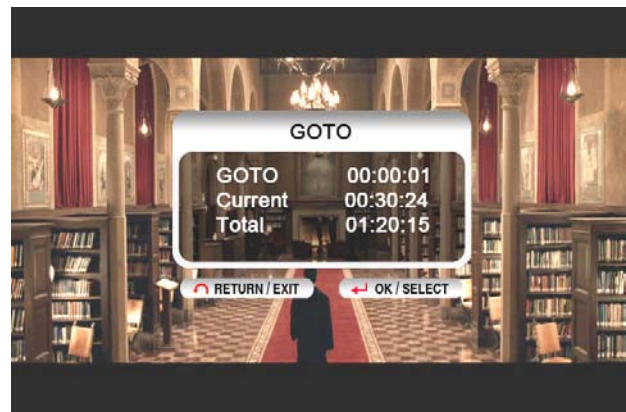 GOTO
GOTO 00:00:01
Current 00:30:24
Total 01:20:15
RETURN / EXIT OK / SELECT